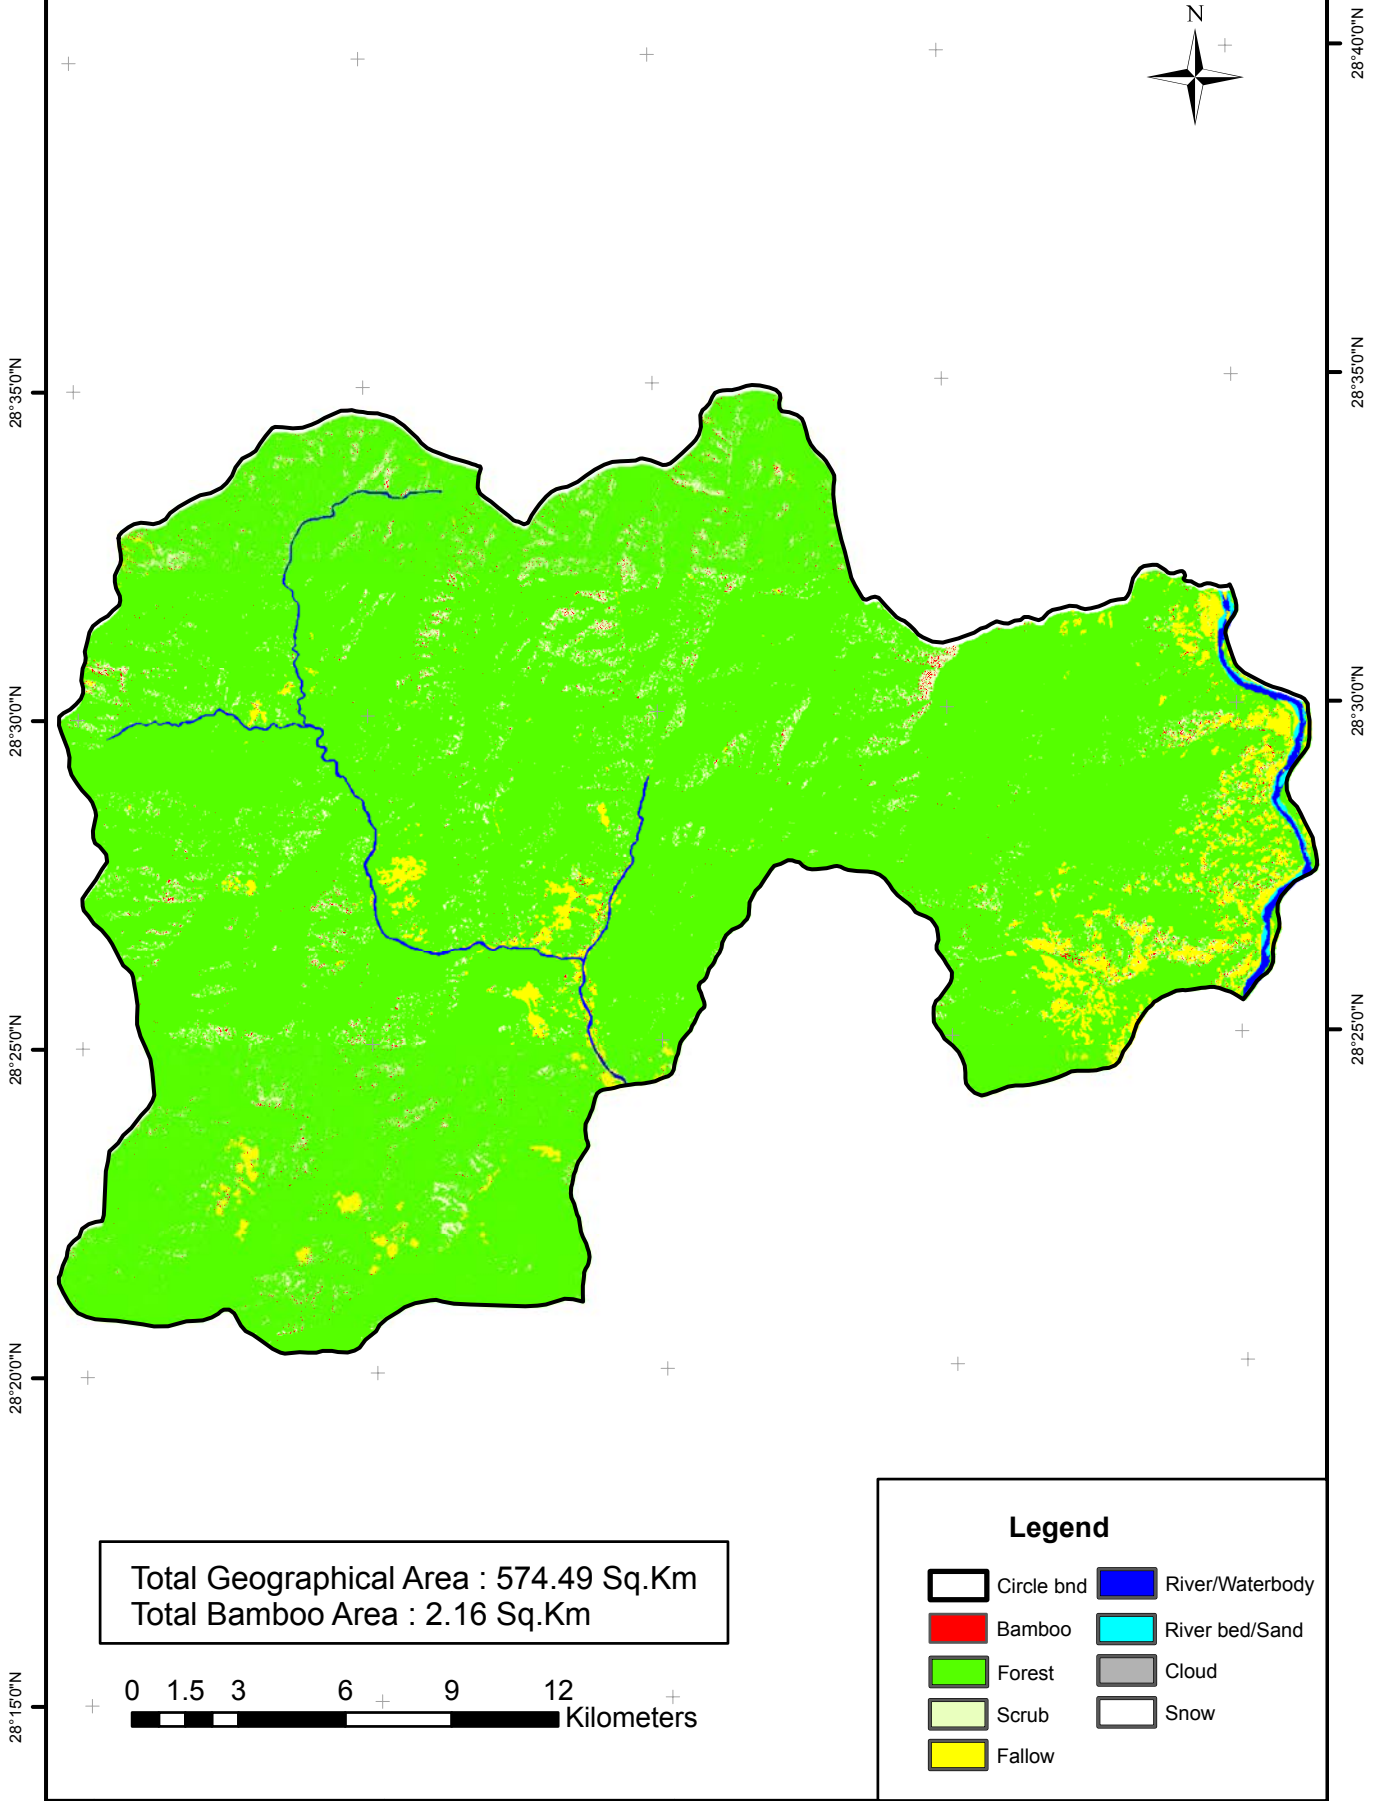 N
28°40'0"N
28°35'0"N
28°35'0"N
28°30'0"N
28°30'0"N
28°25'0"N
28°25'0"N
28°20'0"N
28°15'0"N
Total Geographical Area : 574.49 Sq.Km
Total Bamboo Area : 2.16 Sq.Km
0 1.5 3 6 9 12
Kilometers
Legend
Circle bnd
River/Waterbody
Bamboo
River bed/Sand
Forest
Cloud
Scrub
Snow
Fallow